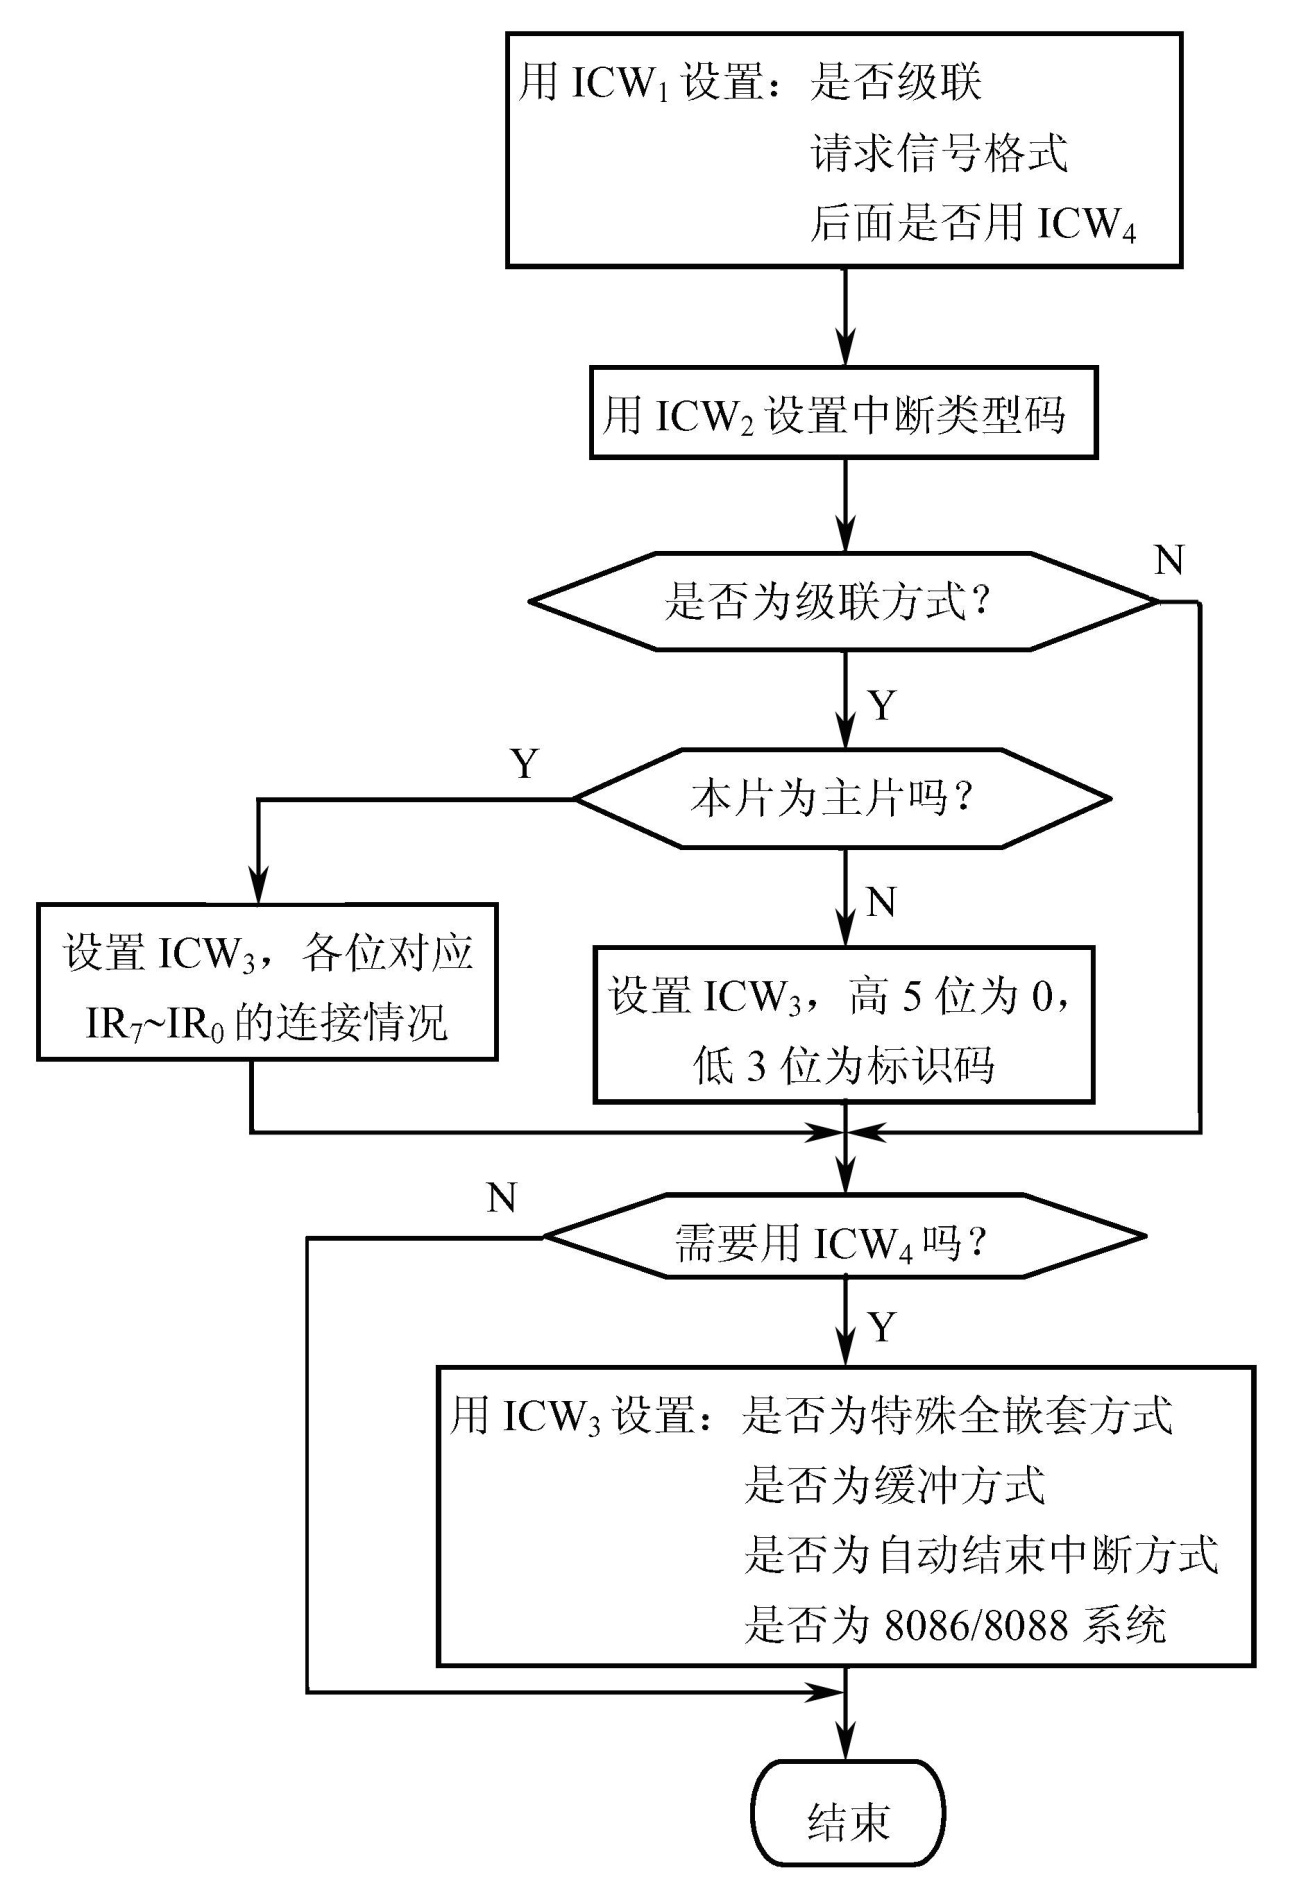 用 ICW₁ 设置：是否级联
请求信号格式
后面是否用 ICW₄
用 ICW₂ 设置中断类型码
是否为级联方式？
N
Y
本片为主片吗？
Y
N
设置 ICW₃，各位对应
IR₇~IR₀ 的连接情况
设置 ICW₃，高 5 位为 0，
低 3 位为标识码
需要用 ICW₄ 吗？
N
Y
用 ICW₃ 设置：是否为特殊全嵌套方式
是否为缓冲方式
是否为自动结束中断方式
是否为 8086/8088 系统
结束